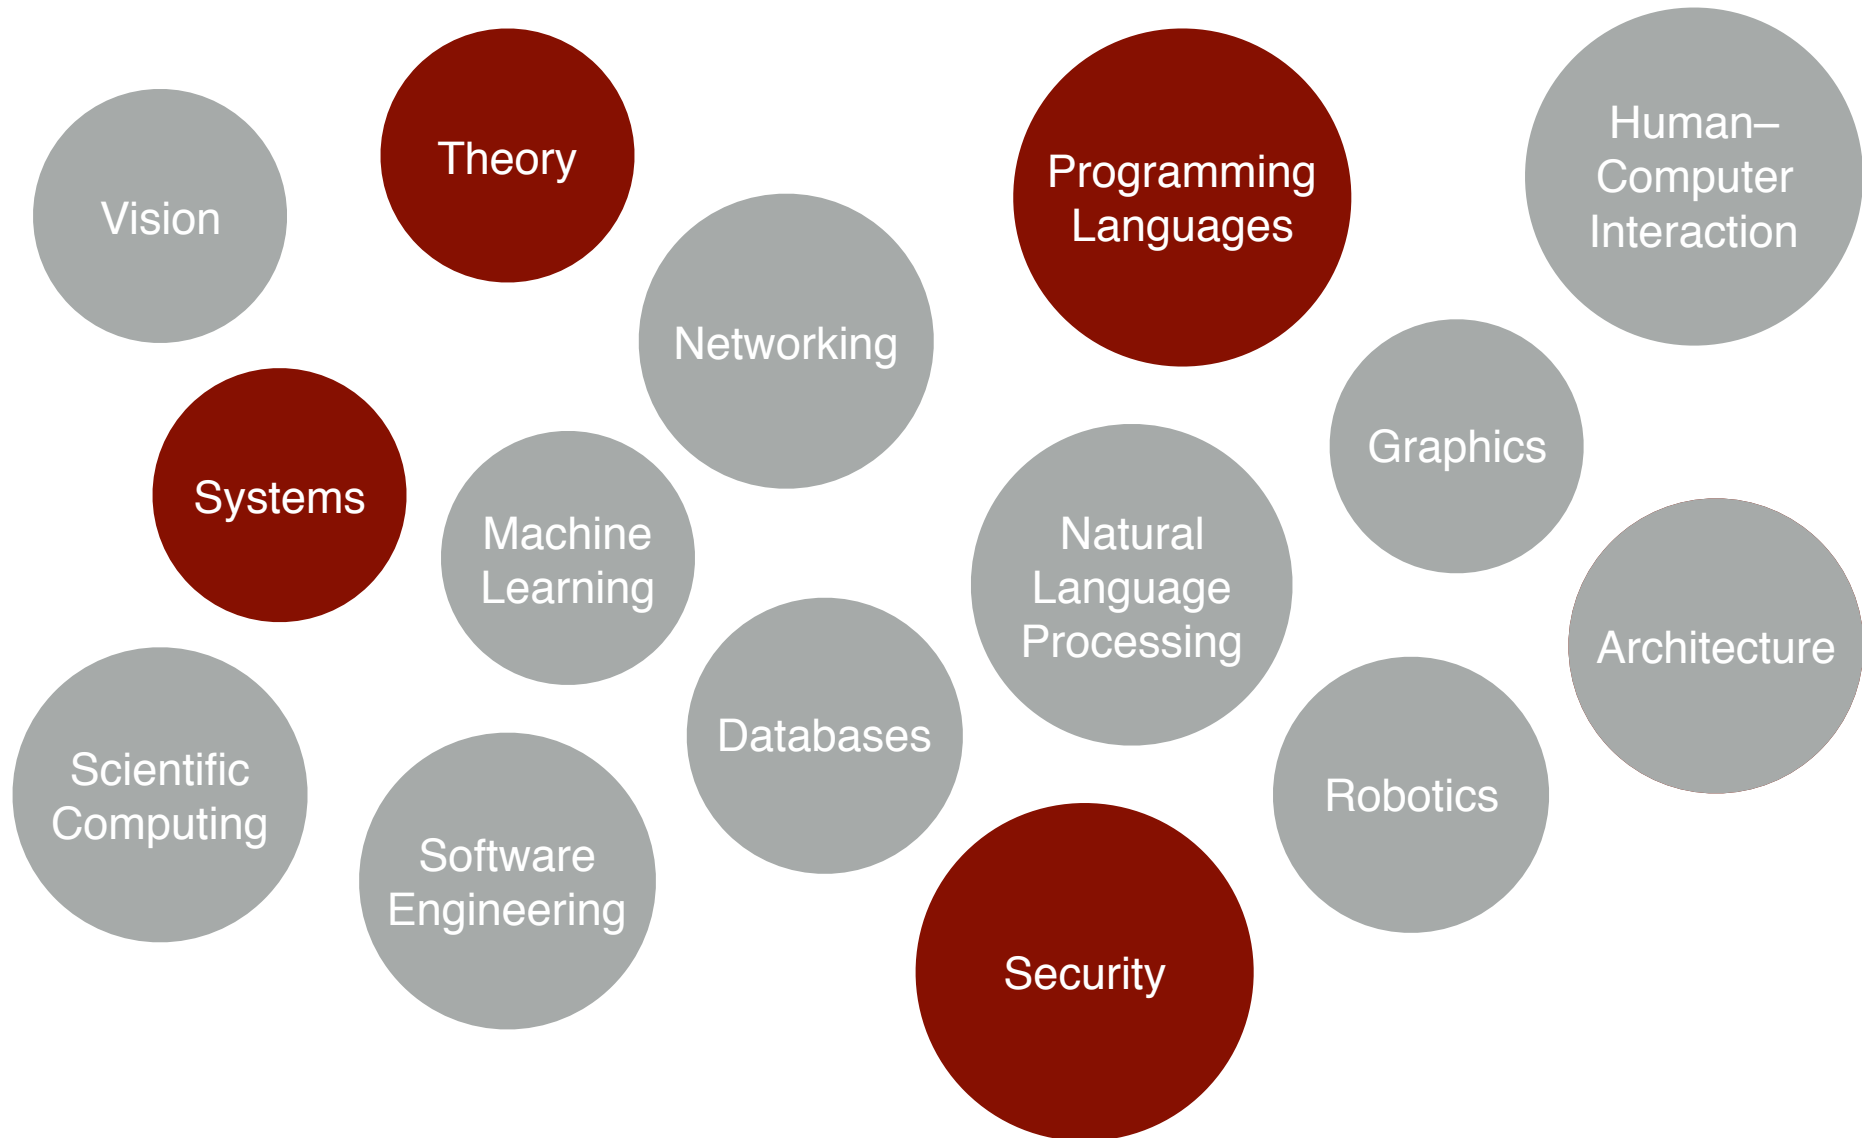 Vision
Theory
Programming
Languages
Human–
Computer
Interaction
Networking
Systems
Machine
Learning
Natural
Language
Processing
Graphics
Architecture
Scientific
Computing
Software
Engineering
Databases
Robotics
Security